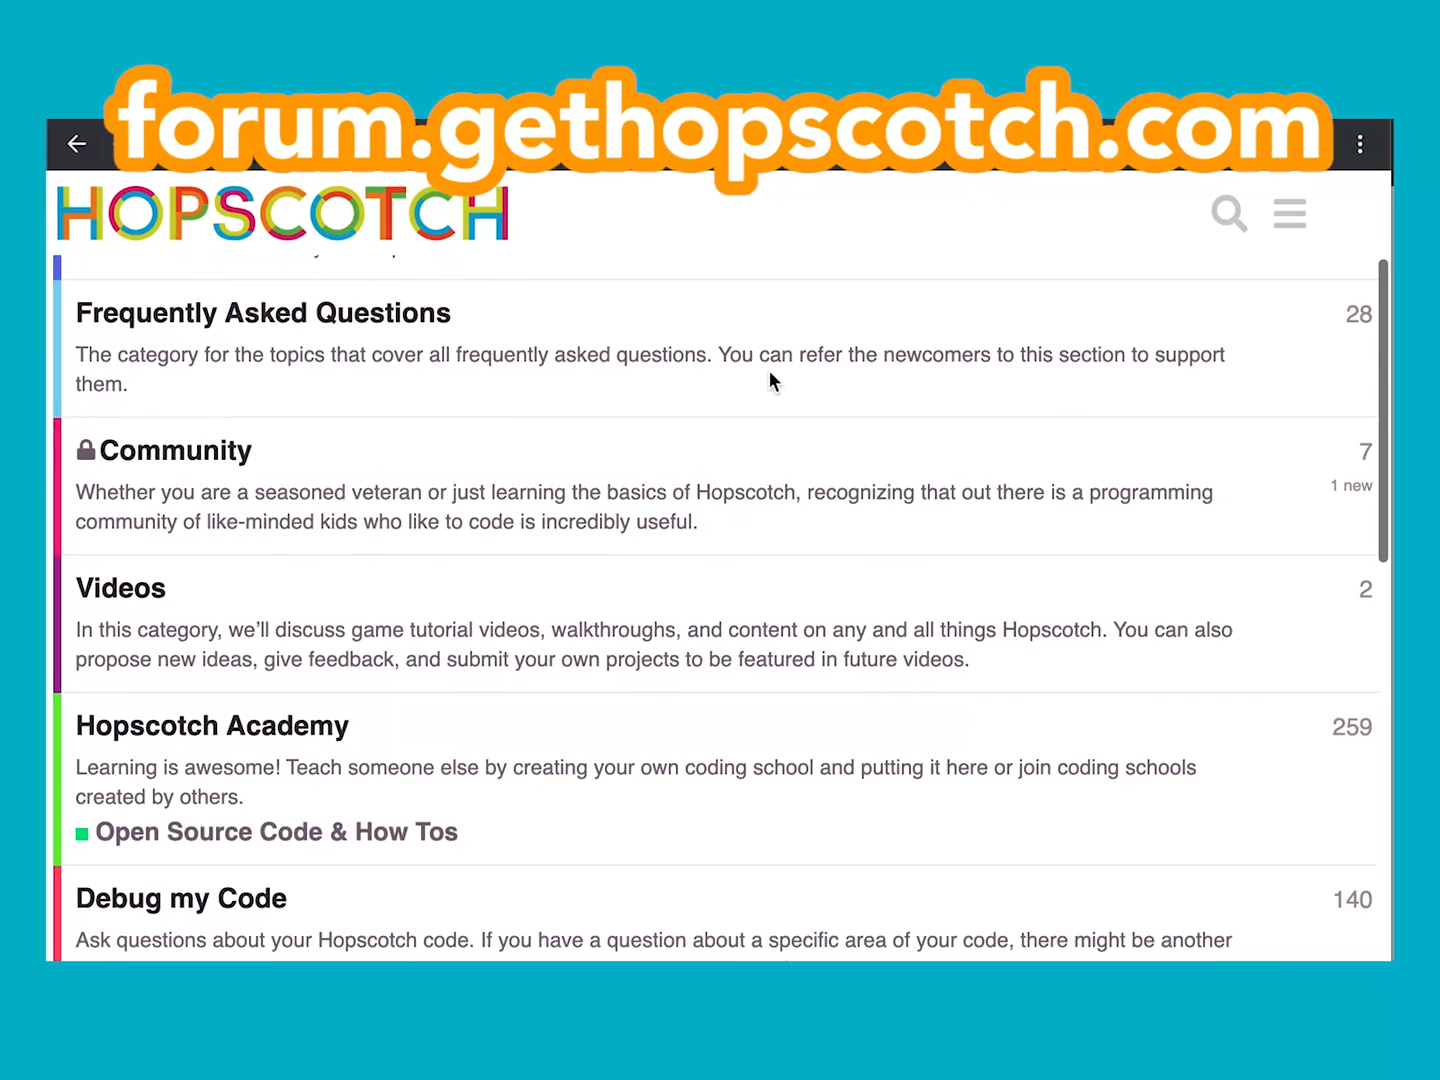 forum.gethopscotch.com
HOPSCOTCH
Frequently Asked Questions
28
The category for the topics that cover all frequently asked questions. You can refer the newcomers to this section to support
them.
Community
7
Whether you are a seasoned veteran or just learning the basics of Hopscotch, recognizing that out there is a programming
1 new
community of like-minded kids who like to code is incredibly useful.
Videos
2
In this category, we'll discuss game tutorial videos, walkthroughs, and content on any and all things Hopscotch. You can also
propose new ideas, give feedback, and submit your own projects to be featured in future videos.
Hopscotch Academy
259
Learning is awesome! Teach someone else by creating your own coding school and putting it here or join coding schools
created by others.
Open Source Code & How Tos
Debug my Code
140
Ask questions about your Hopscotch code. If you have a question about a specific area of your code, there might be another